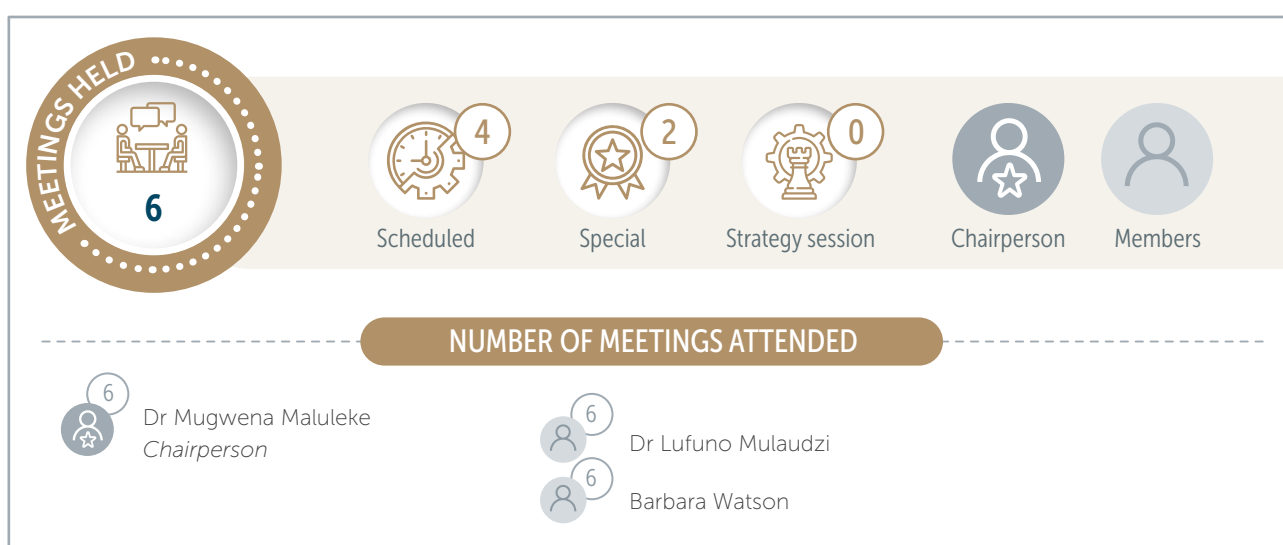 MEETINGS HELD
6
4
Scheduled
2
Special
0
Strategy session
Chairperson
Members
NUMBER OF MEETINGS ATTENDED
6
Dr Mugwena Maluleke
Chairperson
6
Dr Lufuno Mulaudzi
6
Barbara Watson